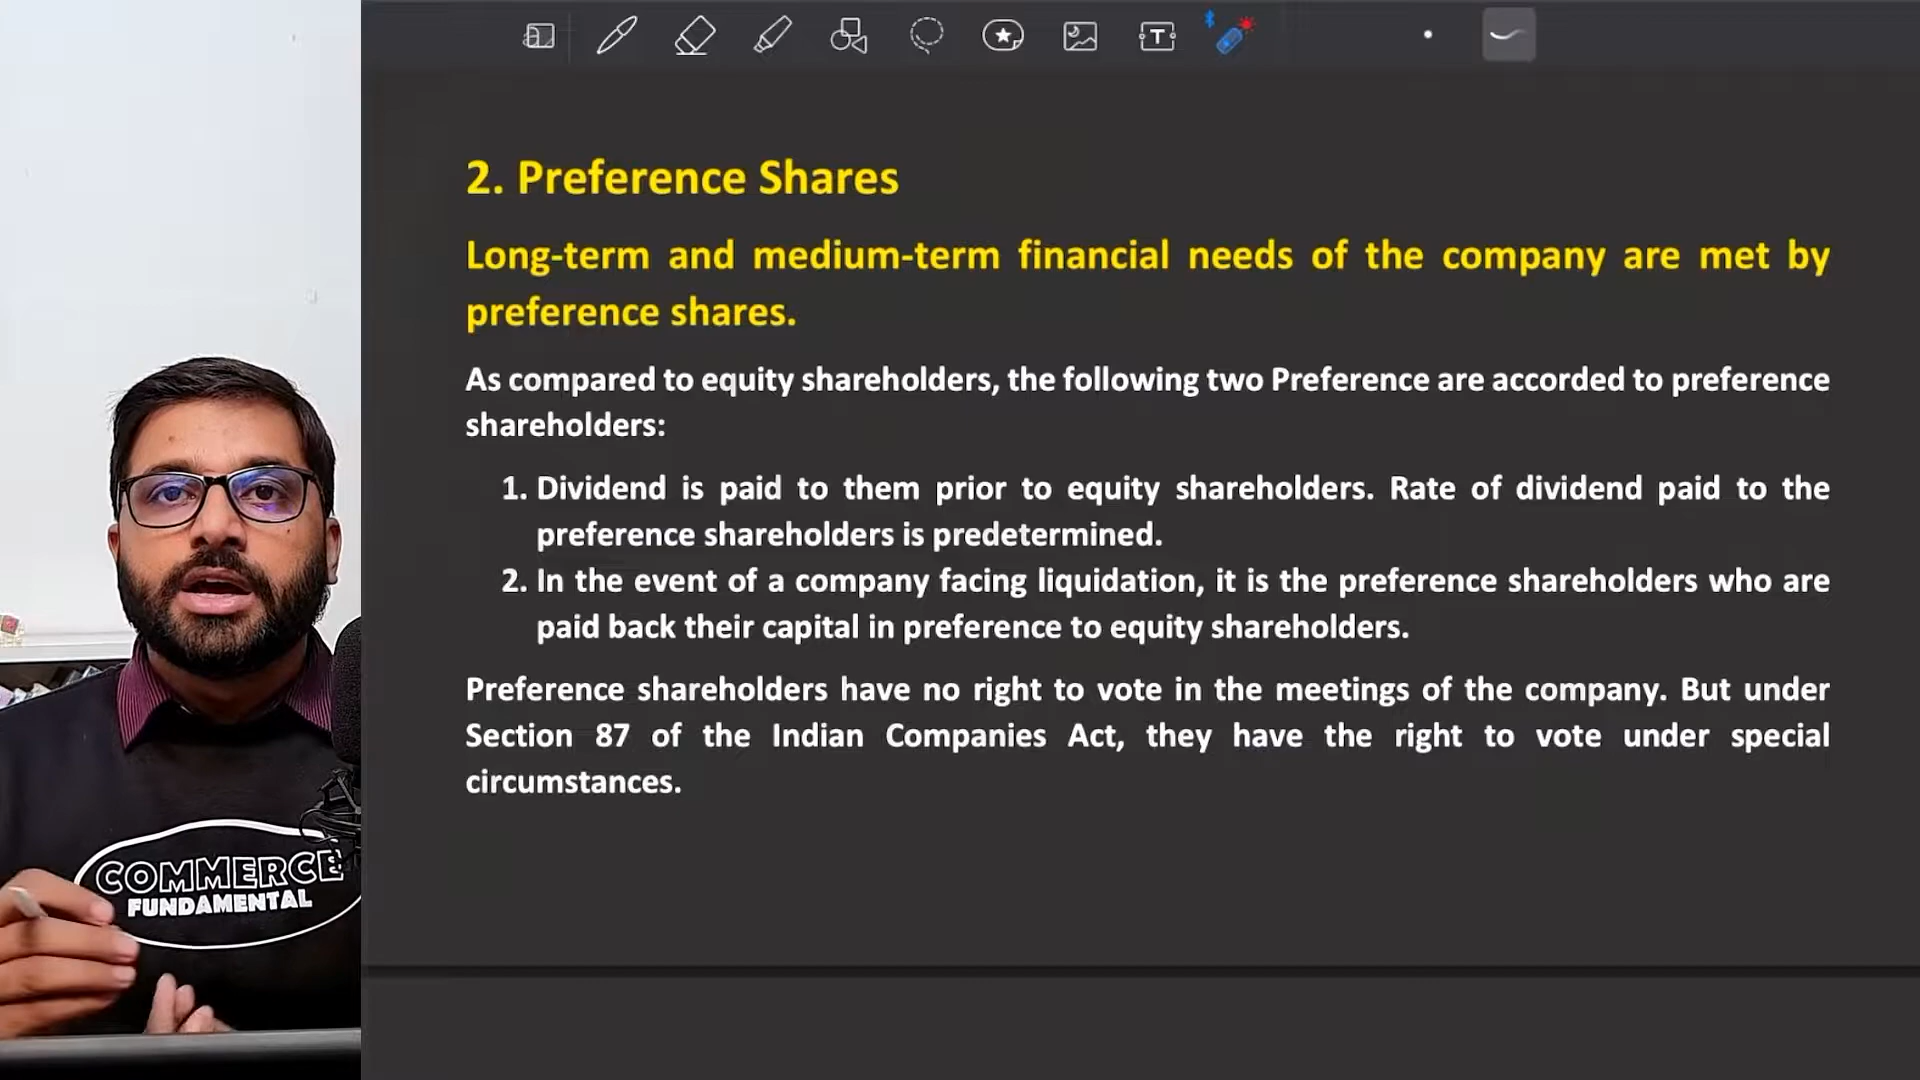 2. Preference Shares
Long-term and medium-term financial needs of the company are met by
preference shares.
As compared to equity shareholders, the following two Preference are accorded to preference
shareholders:
1. Dividend is paid to them prior to equity shareholders. Rate of dividend paid to the
preference shareholders is predetermined.
2. In the event of a company facing liquidation, it is the preference shareholders who are
paid back their capital in preference to equity shareholders.
Preference shareholders have no right to vote in the meetings of the company. But under
Section 87 of the Indian Companies Act, they have the right to vote under special
circumstances.
COMMERCE
FUNDAMENTAL